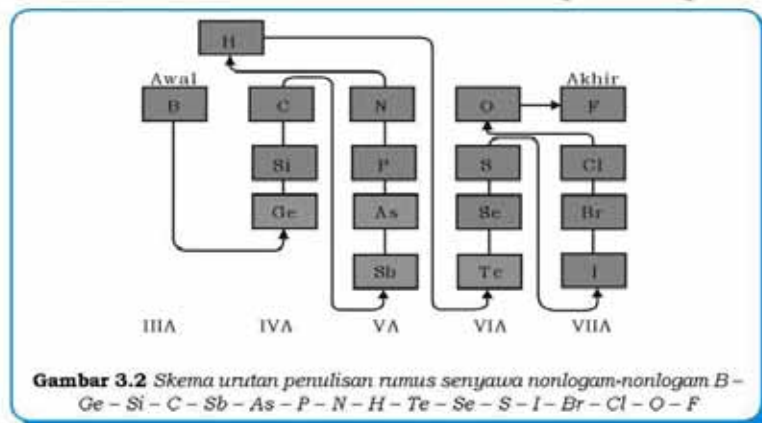 H
Awal
Akhir
B C N O F
Si P S Cl
Ge As Se Br
Sb Te I
IIIA IVA VA VIA VIIA
Gambar 3.2 Skema urutan penulisan rumus senyawa nonlogam-nonlogam B –
Ge – Si – C – Sb – As – P – N – H – Te – Se – S – I – Br – Cl – O – F